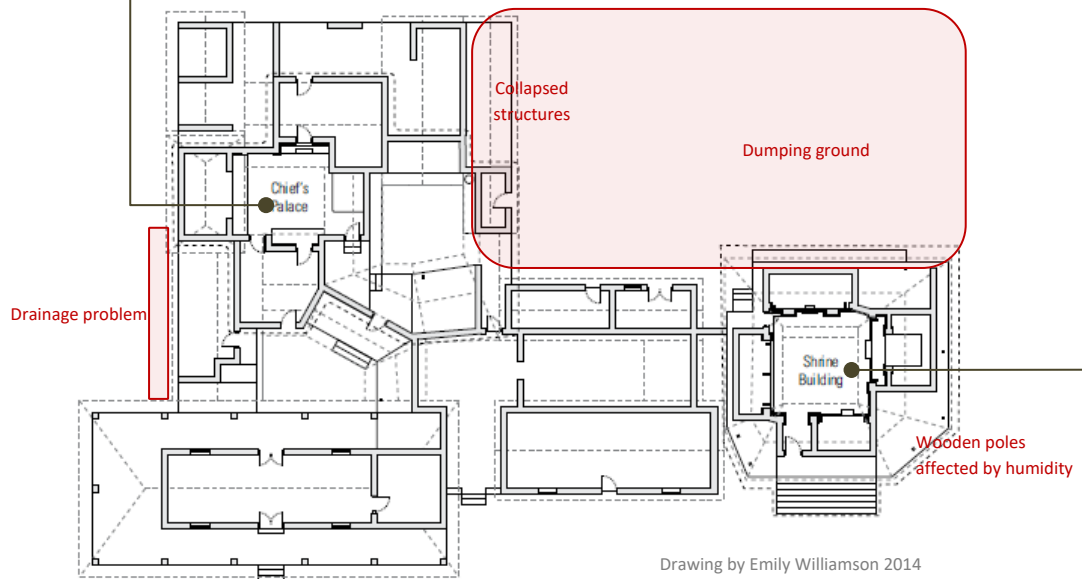 Collapsed
structures
Dumping ground
Chief's
Palace
Drainage problem
Shrine
Building
Wooden poles
affected by humidity
Drawing by Emily Williamson 2014